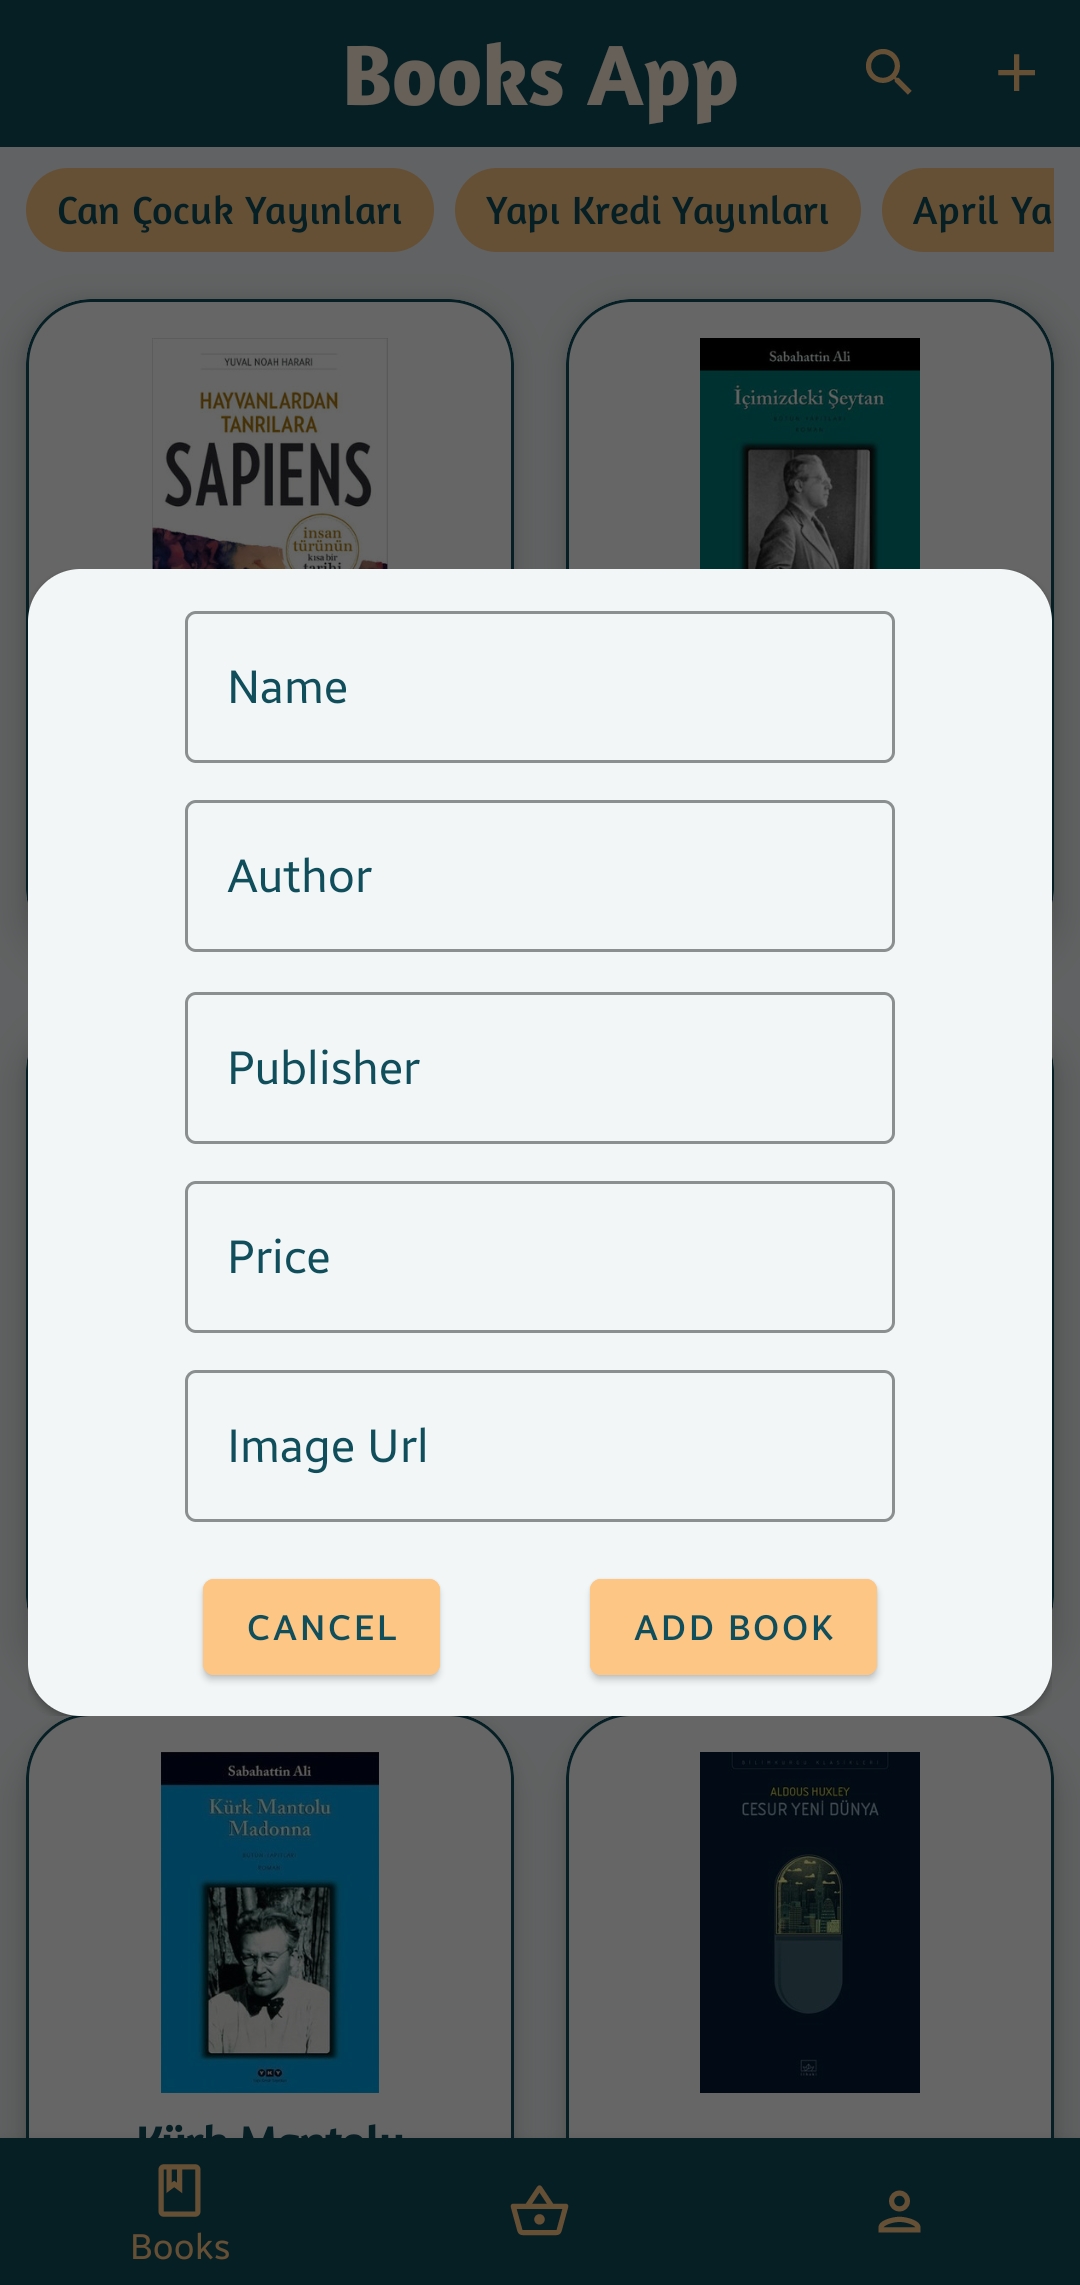 Books App
Can Çocuk Yayınları
Yapı Kredi Yayınları
April Ya
YUVAL NOAH HARARI
HAYVANLARDAN
TANRILARA
SAPIENS
insan
türünün
kısa bir
tarihi
Sabahattin Ali
İçimizdeki Şeytan
Name
Author
Publisher
Price
Image Url
CANCEL
ADD BOOK
Sabahattin Ali
Kürk Mantolu
Madonna
YKY
ALDOUS HUXLEY
CESUR YENİ DÜNYA
Kürk Mantolu
Books